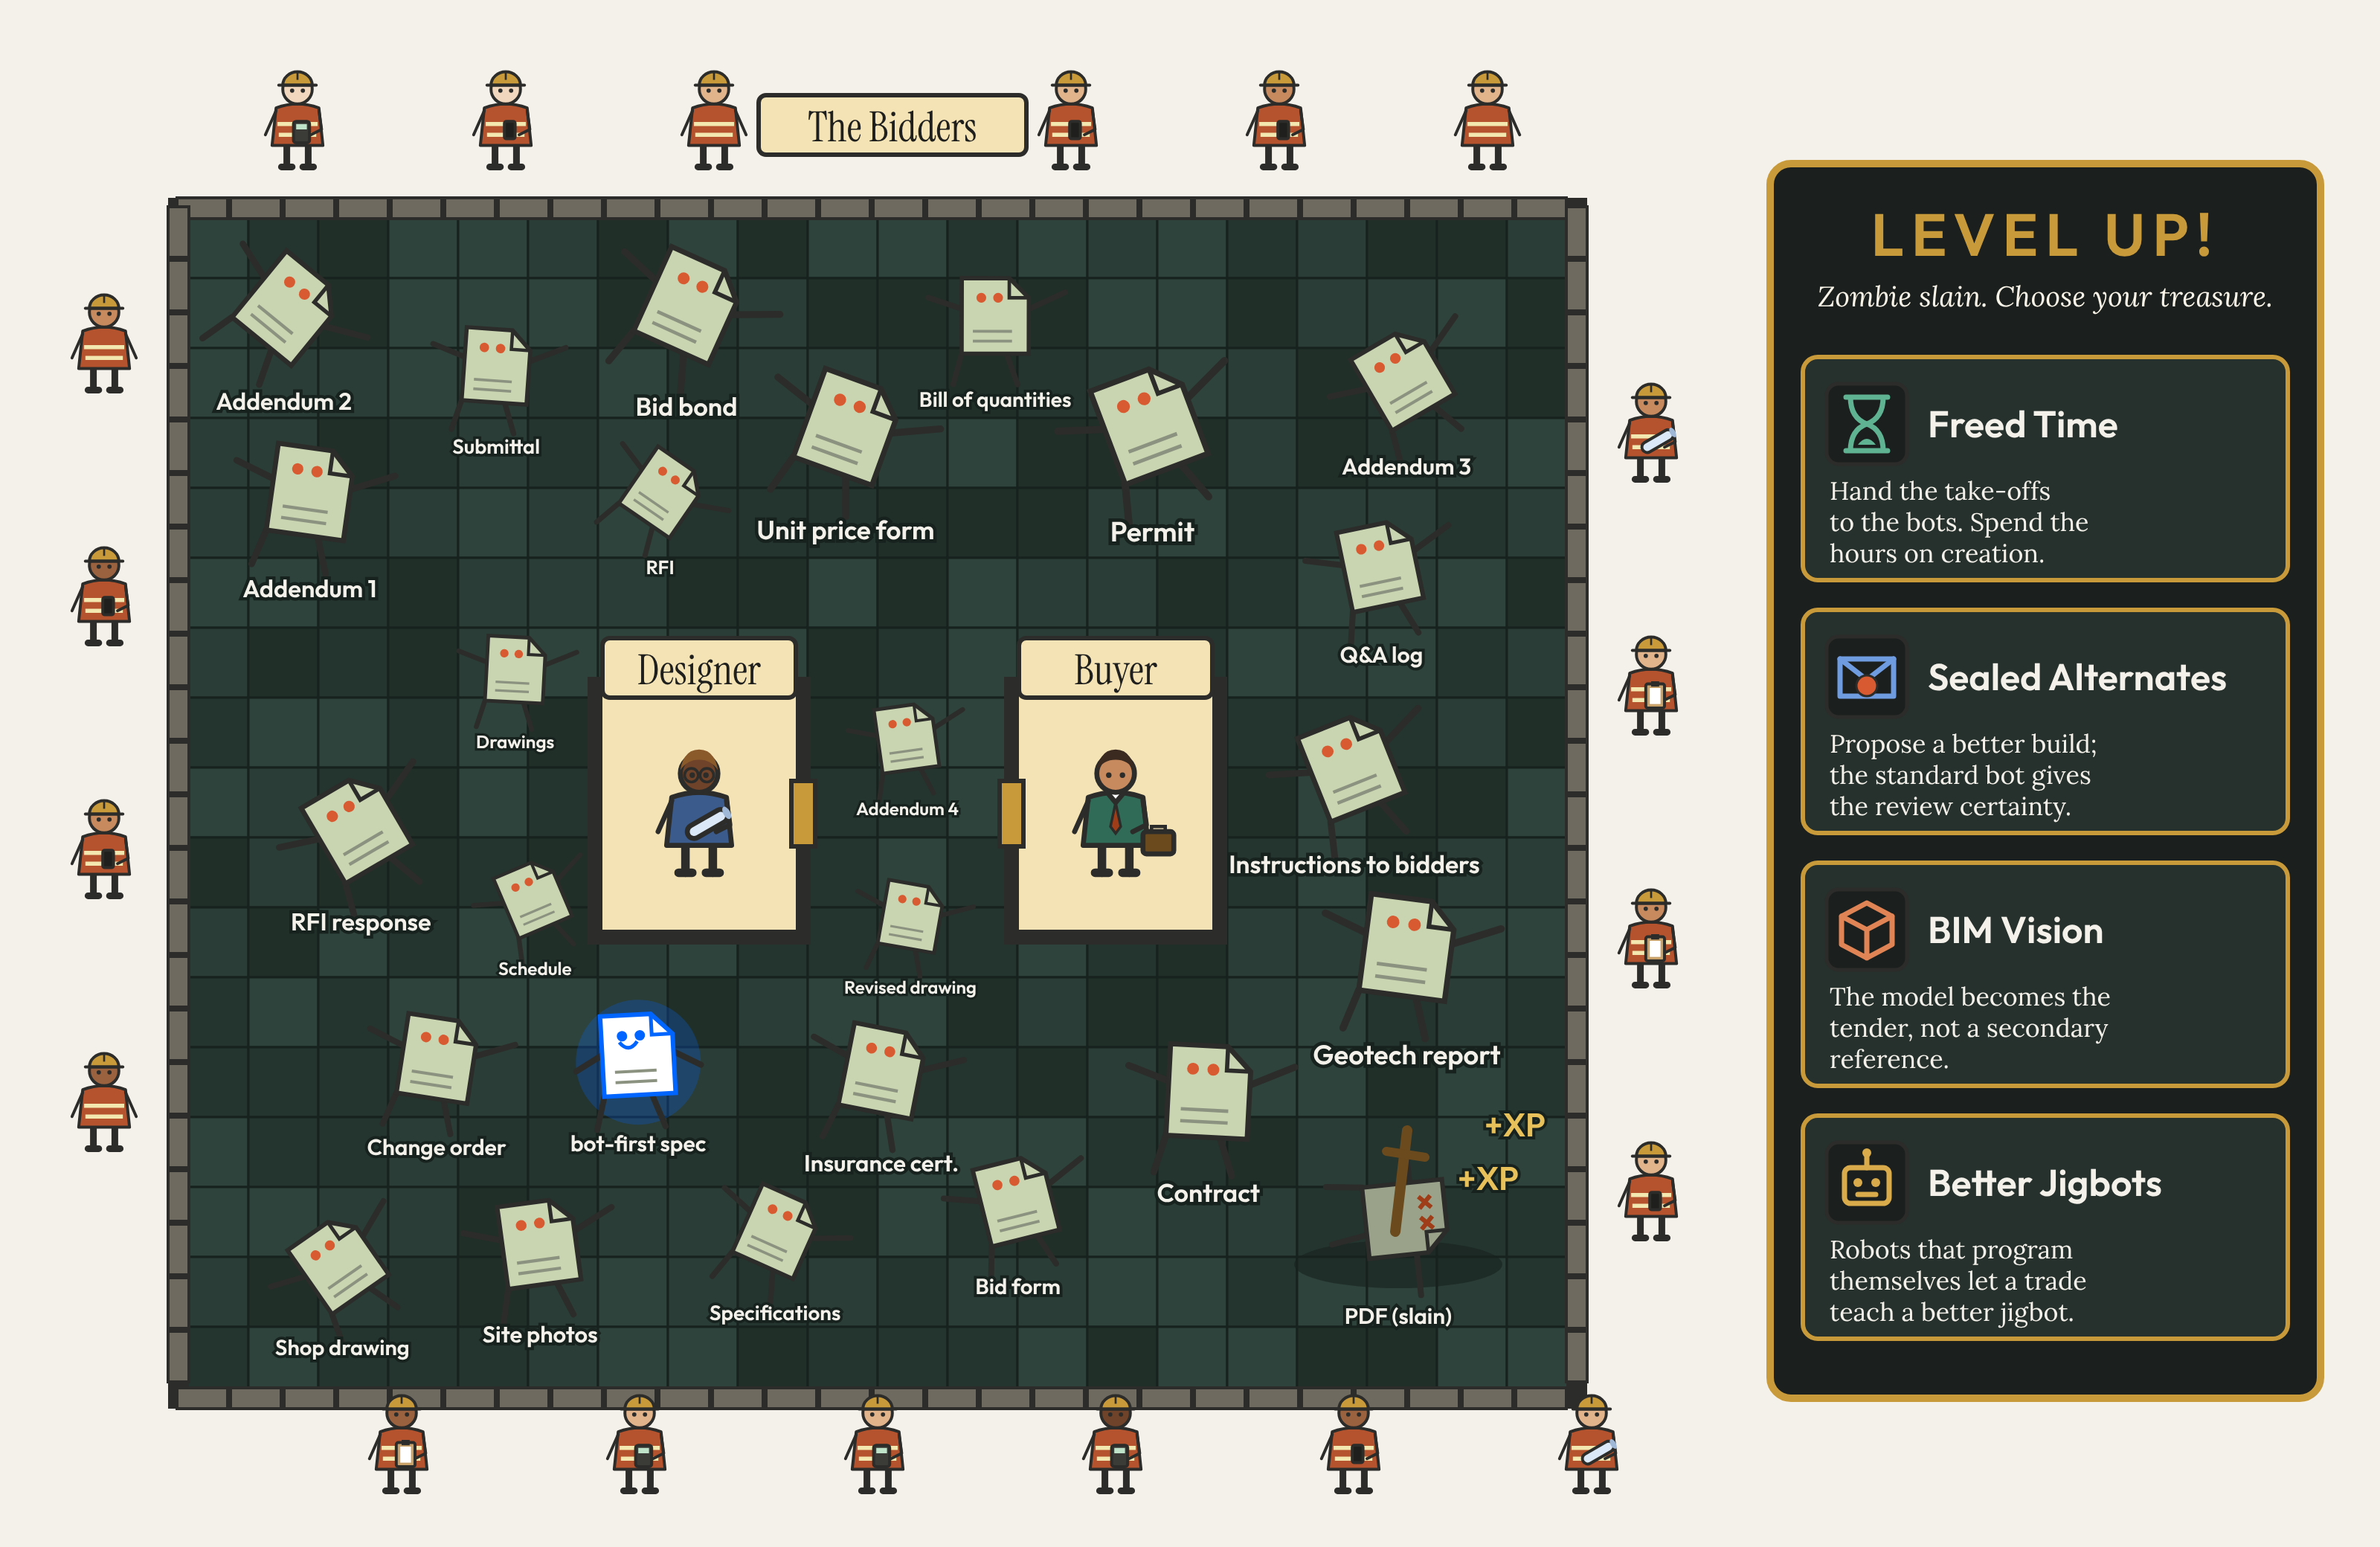 The Bidders
Addendum 2
Submittal
Bid bond
Bill of quantities
Addendum 3
Addendum 1
RFI
Unit price form
Permit
Q&A log
Drawings
Designer
Addendum 4
Buyer
Instructions to bidders
RFI response
Schedule
Revised drawing
Geotech report
Change order
bot-first spec
Insurance cert.
Contract
+XP
+XP
Shop drawing
Site photos
Specifications
Bid form
PDF (slain)
LEVEL UP!
Zombie slain. Choose your treasure.
Freed Time
Hand the take-offs
to the bots. Spend the
hours on creation.
Sealed Alternates
Propose a better build;
the standard bot gives
the review certainty.
BIM Vision
The model becomes the
tender, not a secondary
reference.
Better Jigbots
Robots that program
themselves let a trade
teach a better jigbot.